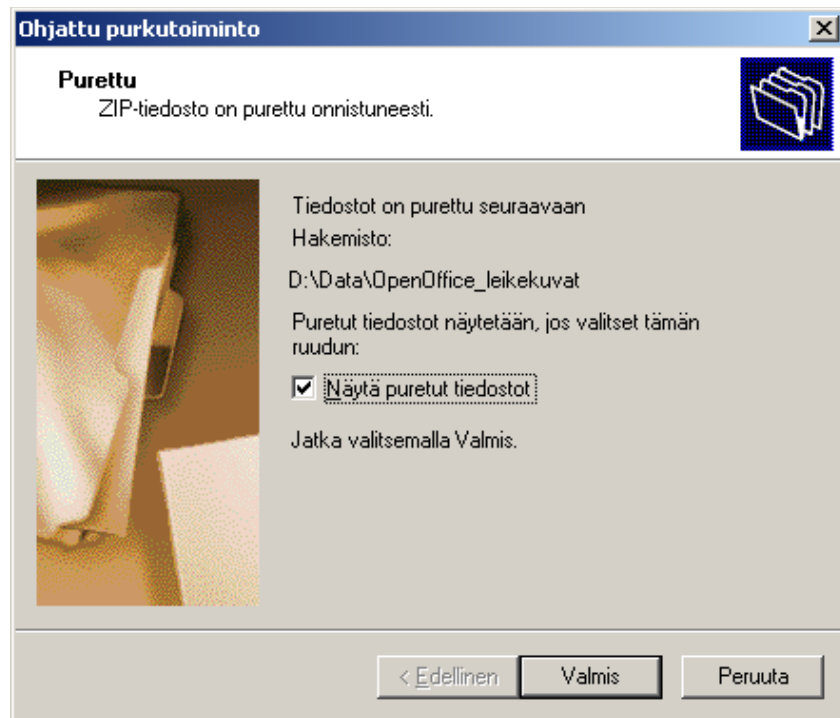 Ohjattu purkutoiminto
Purettu
ZIP-tiedosto on purettu onnistuneesti.
Tiedostot on purettu seuraavaan
Hakemisto:
D:\Data\OpenOffice_leikekuvat
Puretut tiedostot näytetään, jos valitset tämän
ruudun:
Näytä puretut tiedostot
Jatka valitsemalla Valmis.
< Edellinen Valmis Peruuta